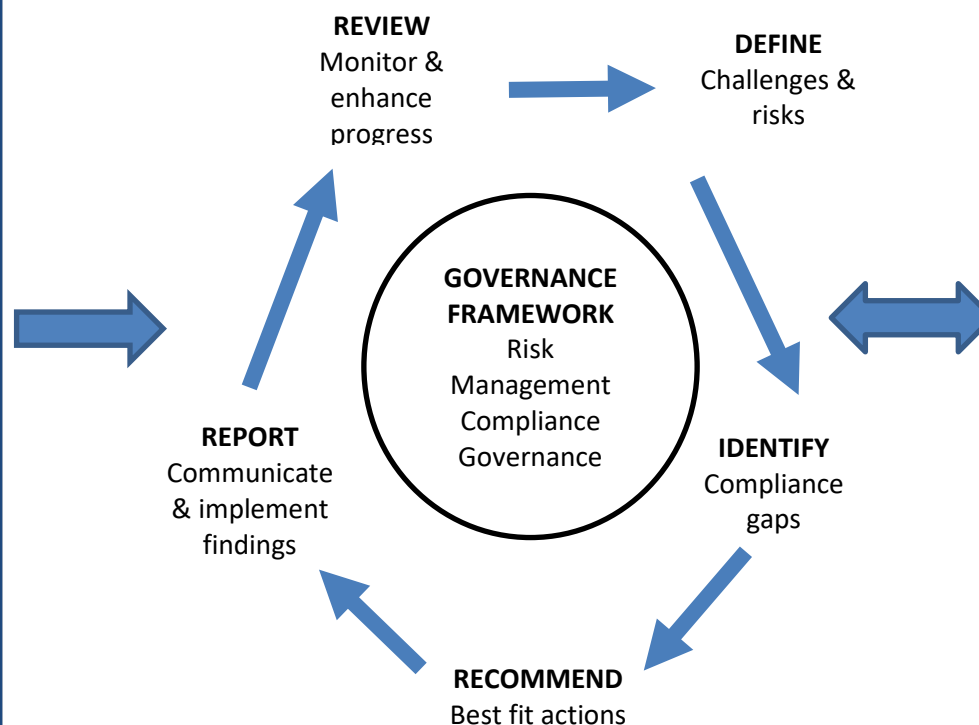 REVIEW
Monitor &
enhance
progress
DEFINE
Challenges &
risks
GOVERNANCE
FRAMEWORK
Risk
Management
Compliance
Governance
REPORT
Communicate
& implement
findings
IDENTIFY
Compliance
gaps
RECOMMEND
Best fit actions